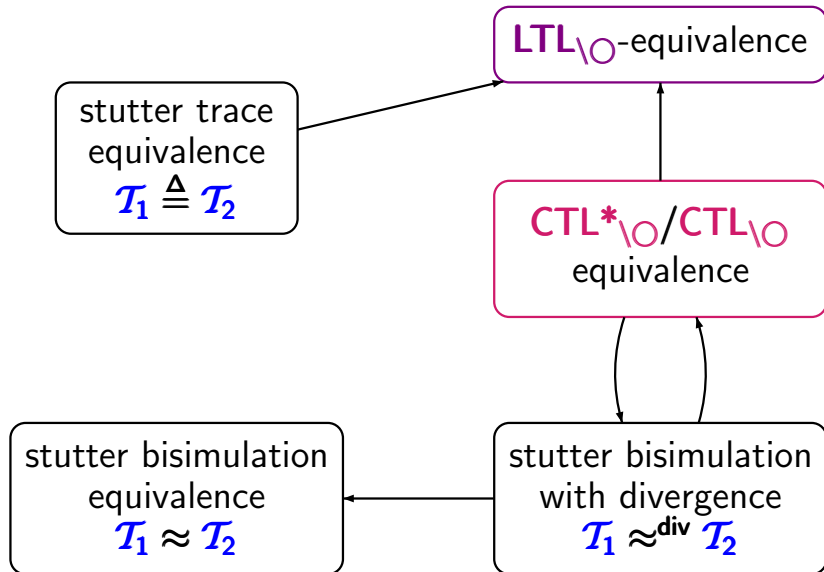 LTL\○-equivalence
stutter trace
equivalence
𝒯₁ ≜ 𝒯₂
CTL*\○/CTL\○
equivalence
stutter bisimulation
equivalence
𝒯₁ ≈ 𝒯₂
stutter bisimulation
with divergence
𝒯₁ ≈ᵈⁱᵛ 𝒯₂